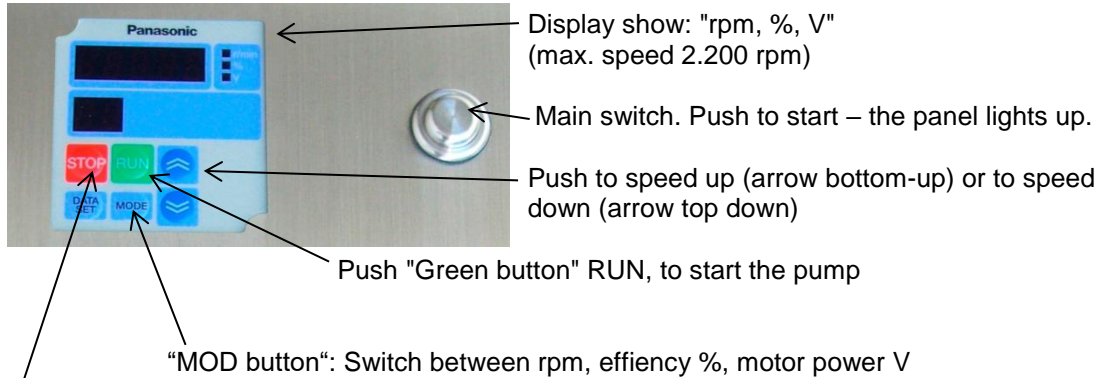 Panasonic
Display show: "rpm, %, V"
(max. speed 2.200 rpm)
%
V
Main switch. Push to start – the panel lights up.
STOP RUN
Push to speed up (arrow bottom-up) or to speed
down (arrow top down)
DATA
SET
MODE
Push "Green button" RUN, to start the pump
“MOD button“: Switch between rpm, effiency %, motor power V